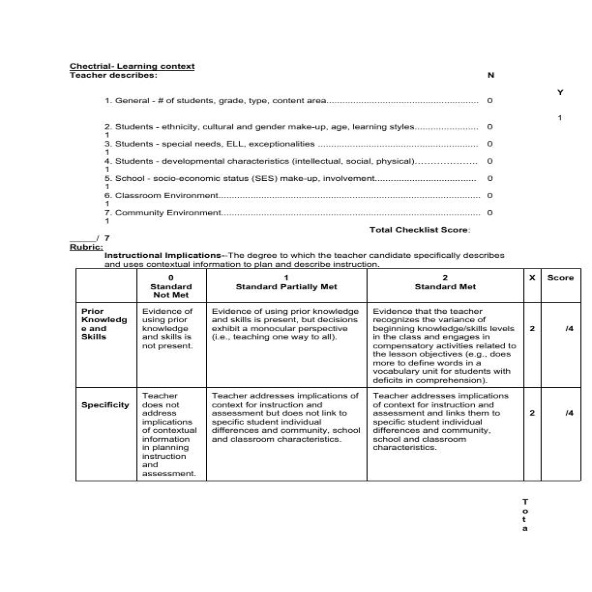 Chectrial- Learning context
Teacher describes: N
Y
1. General - # of students, grade, type, content area.......................................................... 0
1
2. Students - ethnicity, cultural and gender make-up, age, learning styles........................ 0
1
3. Students - special needs, ELL, exceptionalities ............................................................. 0
1
4. Students - developmental characteristics (intellectual, social, physical)........................ 0
1
5. School - socio-economic status (SES) make-up, involvement....................................... 0
1
6. Classroom Environment.................................................................................................. 0
1
7. Community Environment................................................................................................. 0
1
Total Checklist Score:
______/ 7
Rubric:
Instructional Implications--The degree to which the teacher candidate specifically describes
and uses contextual information to plan and describe instruction.
0
Standard
Not Met
1
Standard Partially Met
2
Standard Met
X
Score
Prior
Knowledg
e and
Skills
Evidence of
using prior
knowledge
and skills is
not present.
Evidence of using prior knowledge
and skills is present, but decisions
exhibit a monocular perspective
(i.e., teaching one way to all).
Evidence that the teacher
recognizes the variance of
beginning knowledge/skills levels
in the class and engages in
compensatory activities related to
the lesson objectives (e.g., does
more to define words in a
vocabulary unit for students with
deficits in comprehension).
2
/4
Specificity
Teacher
does not
address
implications
of contextual
information
in planning
instruction
and
assessment.
Teacher addresses implications of
context for instruction and
assessment but does not link to
specific student individual
differences and community, school
and classroom characteristics.
Teacher addresses implications of
context for instruction and
assessment and links them to
specific student individual
differences and community,
school and classroom
characteristics.
2
/4
T
o
t
a